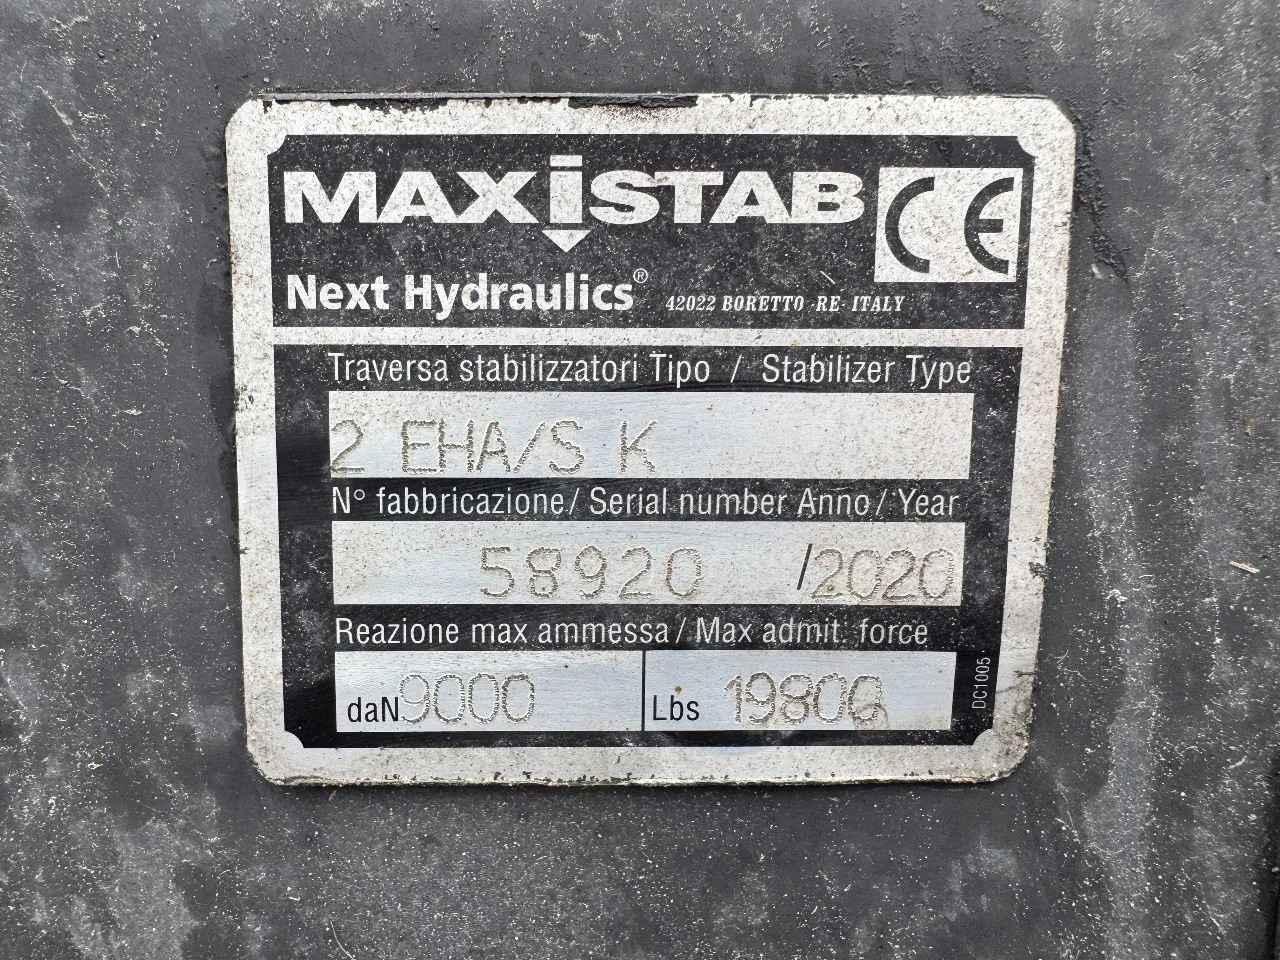 MAXiSTAB CE
Next Hydraulics® 42022 BORETTO -RE- ITALY
Traversa stabilizzatori Tipo / Stabilizer Type
2 EHA/S K
N° fabbricazione / Serial number Anno / Year
58920 /2020
Reazione max ammessa / Max admit. force
daN 9000 Lbs 19800
DC1005